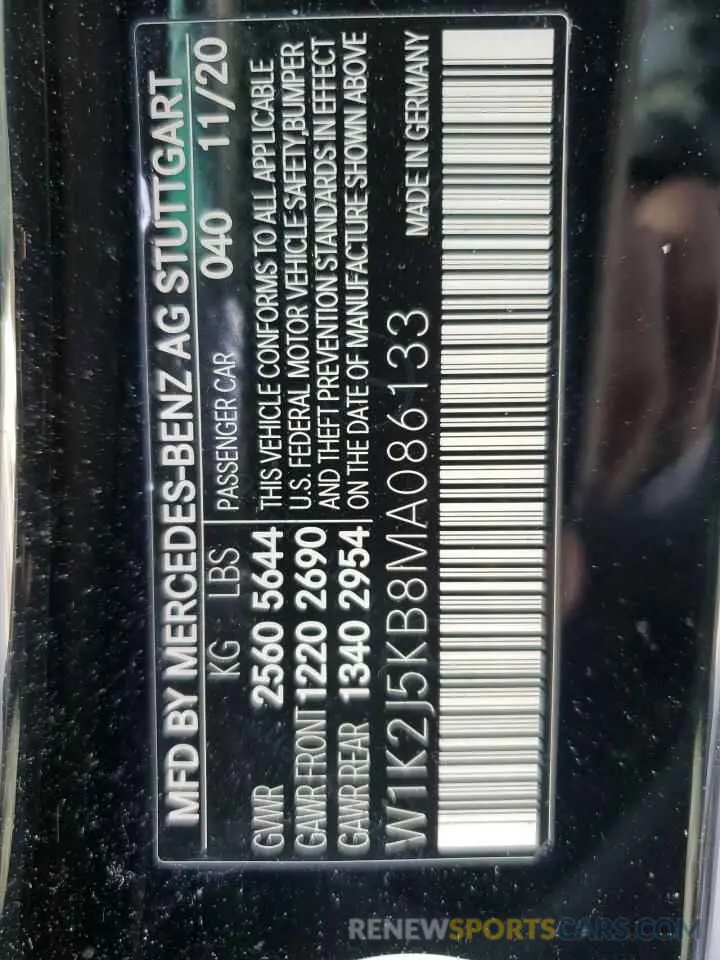 MFD BY MERCEDES-BENZ AG STUTTGART
040 11/20
KG LBS PASSENGER CAR
GVWR 2560 5644 THIS VEHICLE CONFORMS TO ALL APPLICABLE
GAWR FRONT 1220 2690 U.S. FEDERAL MOTOR VEHICLE SAFETY,BUMPER
AND THEFT PREVENTION STANDARDS IN EFFECT
GAWR REAR 1340 2954 ON THE DATE OF MANUFACTURE SHOWN ABOVE
W1K2J5KB8MA086133 MADE IN GERMANY
RENEWSPORTSCARS.COM